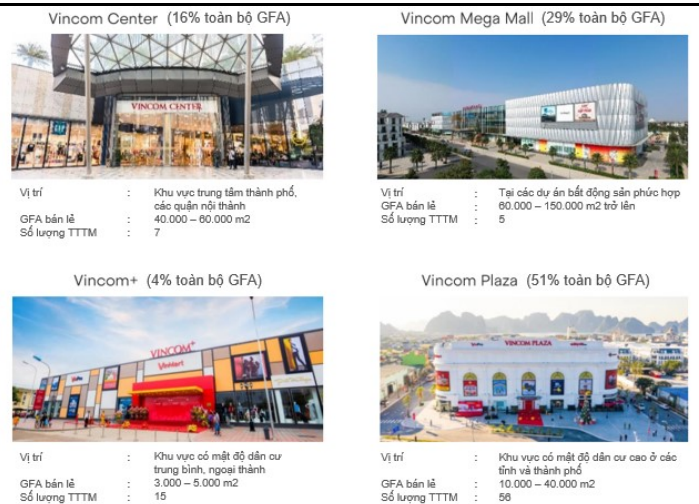 Vincom Center (16% toàn bộ GFA)
Vincom Mega Mall (29% toàn bộ GFA)
VINCOM CENTER
GAP
Vị trí : Khu vực trung tâm thành phố,
các quận nội thành
GFA bán lẻ : 40.000 – 60.000 m2
Số lượng TTTM : 7
Vị trí : Tại các dự án bất động sản phức hợp
GFA bán lẻ : 60.000 – 150.000 m2 trở lên
Số lượng TTTM : 5
Vincom+ (4% toàn bộ GFA)
Vincom Plaza (51% toàn bộ GFA)
VINCOM+
VinMart
VINCOM PLAZA
Vị trí : Khu vực có mật độ dân cư
trung bình, ngoại thành
GFA bán lẻ : 3.000 – 5.000 m2
Số lượng TTTM : 15
Vị trí : Khu vực có mật độ dân cư cao ở các
tỉnh và thành phố
GFA bán lẻ : 10.000 – 40.000 m2
Số lượng TTTM : 56